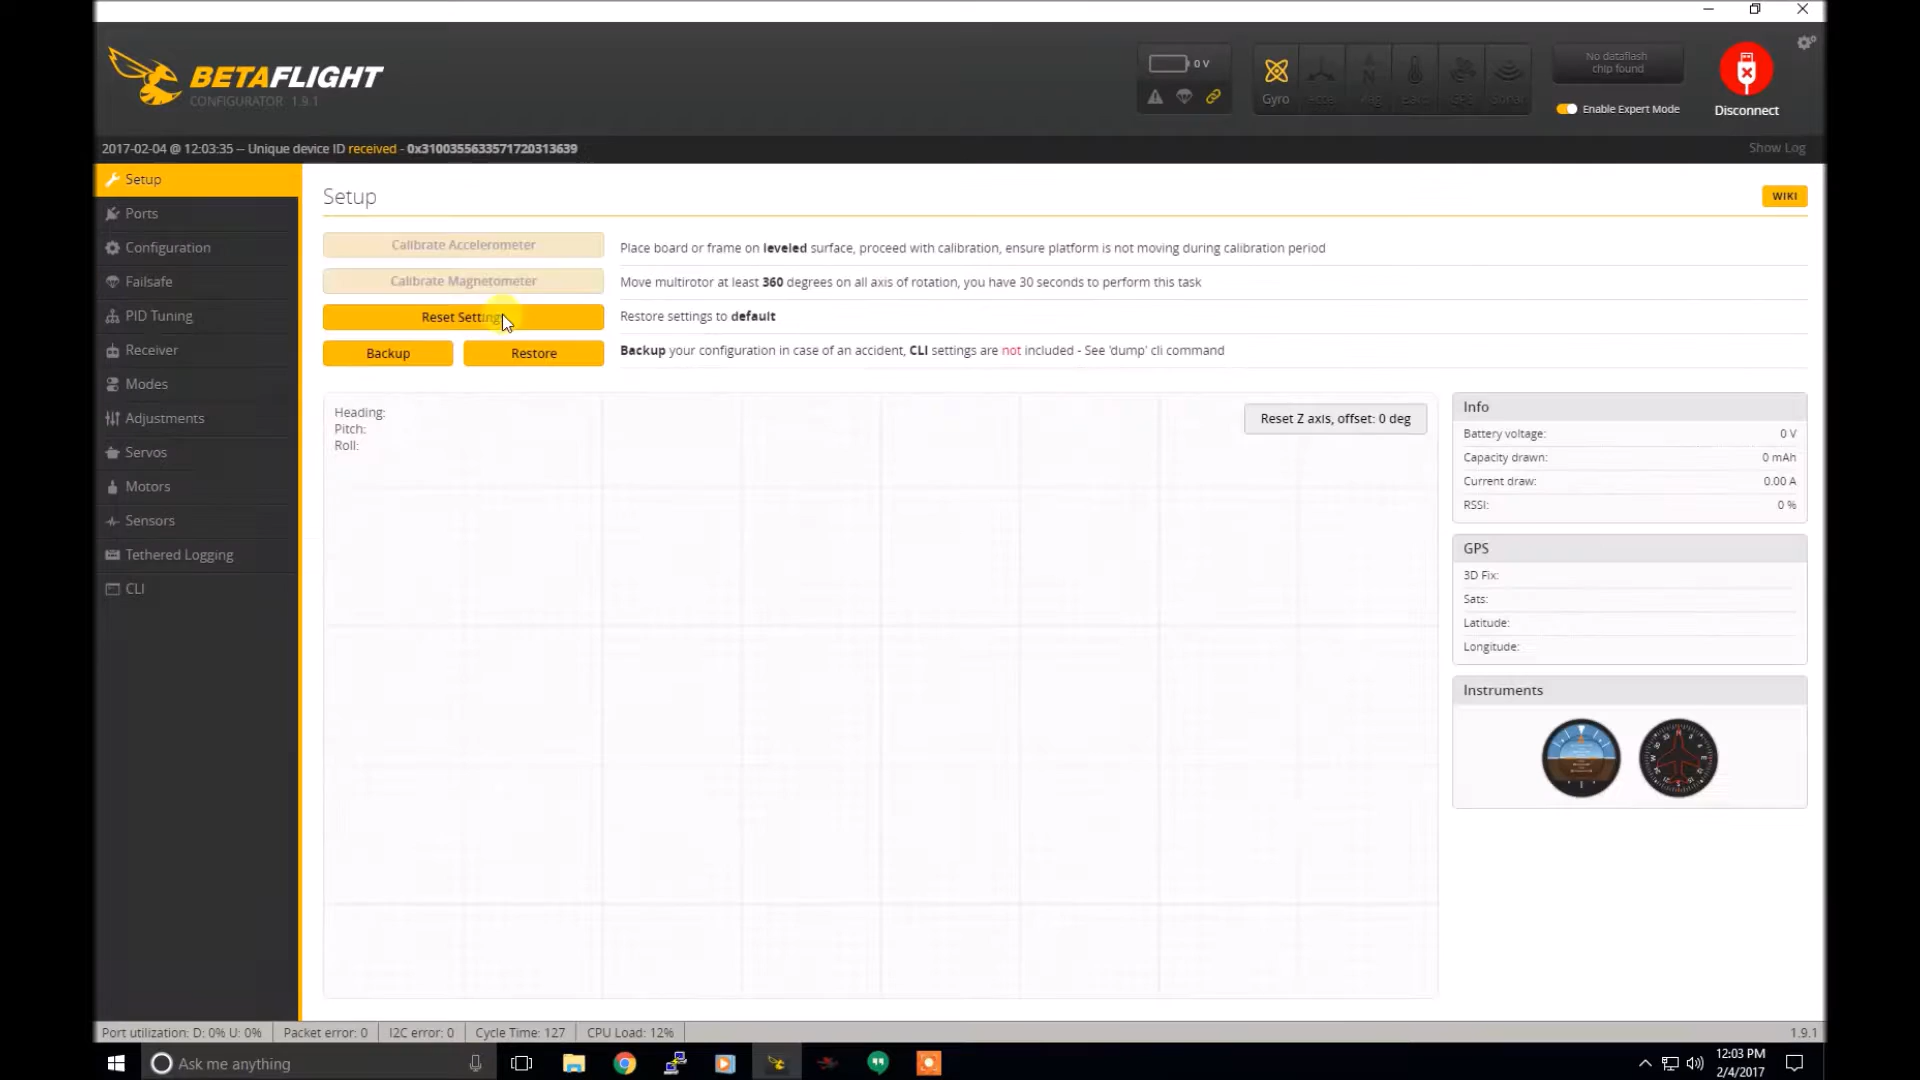 BETAFLIGHT
CONFIGURATOR 1.9.1
0 V
Gyro
No dataflash
chip found
Enable Expert Mode
Disconnect
2017-02-04 @ 12:03:35 -- Unique device ID received - 0x3100355633571720313639
Show Log
Setup
Ports
Configuration
Failsafe
PID Tuning
Receiver
Modes
Adjustments
Servos
Motors
Sensors
Tethered Logging
CLI
Setup
WIKI
Calibrate Accelerometer
Place board or frame on leveled surface, proceed with calibration, ensure platform is not moving during calibration period
Calibrate Magnetometer
Move multirotor at least 360 degrees on all axis of rotation, you have 30 seconds to perform this task
Reset Settings
Restore settings to default
Backup
Restore
Backup your configuration in case of an accident, CLI settings are not included - See 'dump' cli command
Heading:
Pitch:
Roll:
Reset Z axis, offset: 0 deg
Info
Battery voltage: 0 V
Capacity drawn: 0 mAh
Current draw: 0.00 A
RSSI: 0 %
GPS
3D Fix:
Sats:
Latitude:
Longitude:
Instruments
Port utilization: D: 0% U: 0%
Packet error: 0
I2C error: 0
Cycle Time: 127
CPU Load: 12%
1.9.1
Ask me anything
12:03 PM
2/4/2017